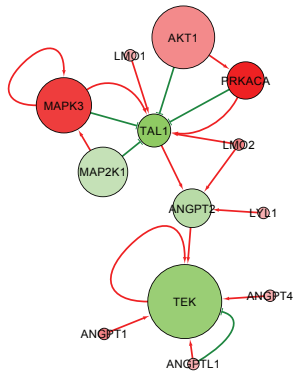 AKT1
LMO1
PRKACA
MAPK3
TAL1
LMO2
MAP2K1
ANGPT2
LYL1
TEK
ANGPT4
ANGPT1
ANGPTL1